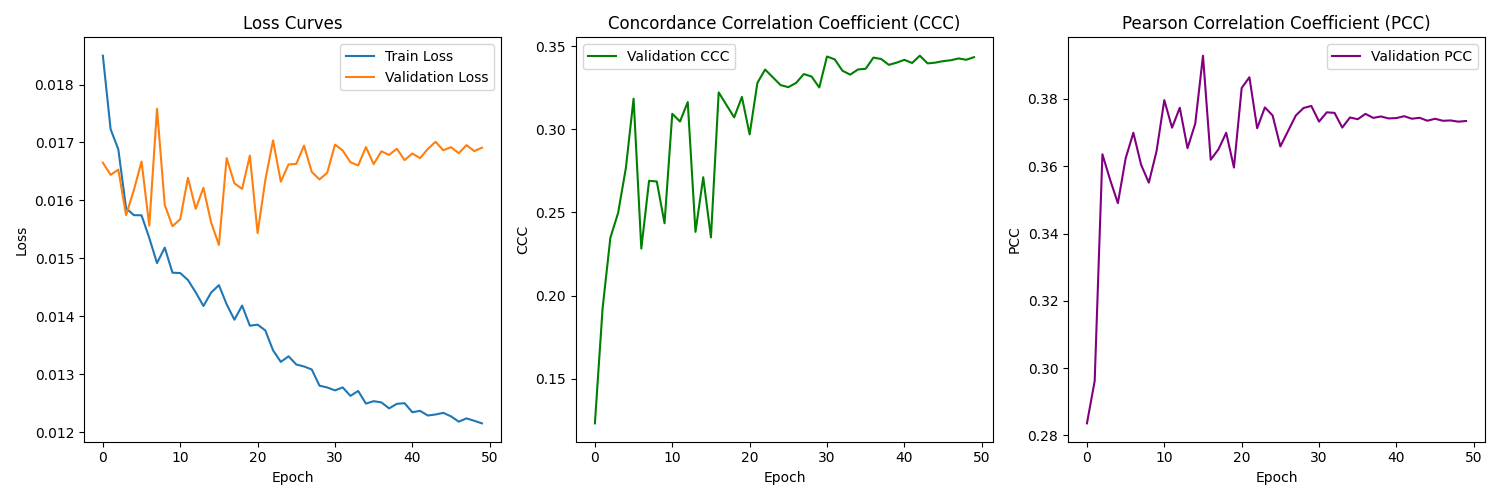 Loss Curves
Train Loss
Validation Loss
0.018
0.017
0.016
0.015
0.014
0.013
0.012
Loss
0 10 20 30 40 50
Epoch
Concordance Correlation Coefficient (CCC)
Validation CCC
0.35
0.30
0.25
0.20
0.15
CCC
0 10 20 30 40 50
Epoch
Pearson Correlation Coefficient (PCC)
Validation PCC
0.38
0.36
0.34
0.32
0.30
0.28
PCC
0 10 20 30 40 50
Epoch